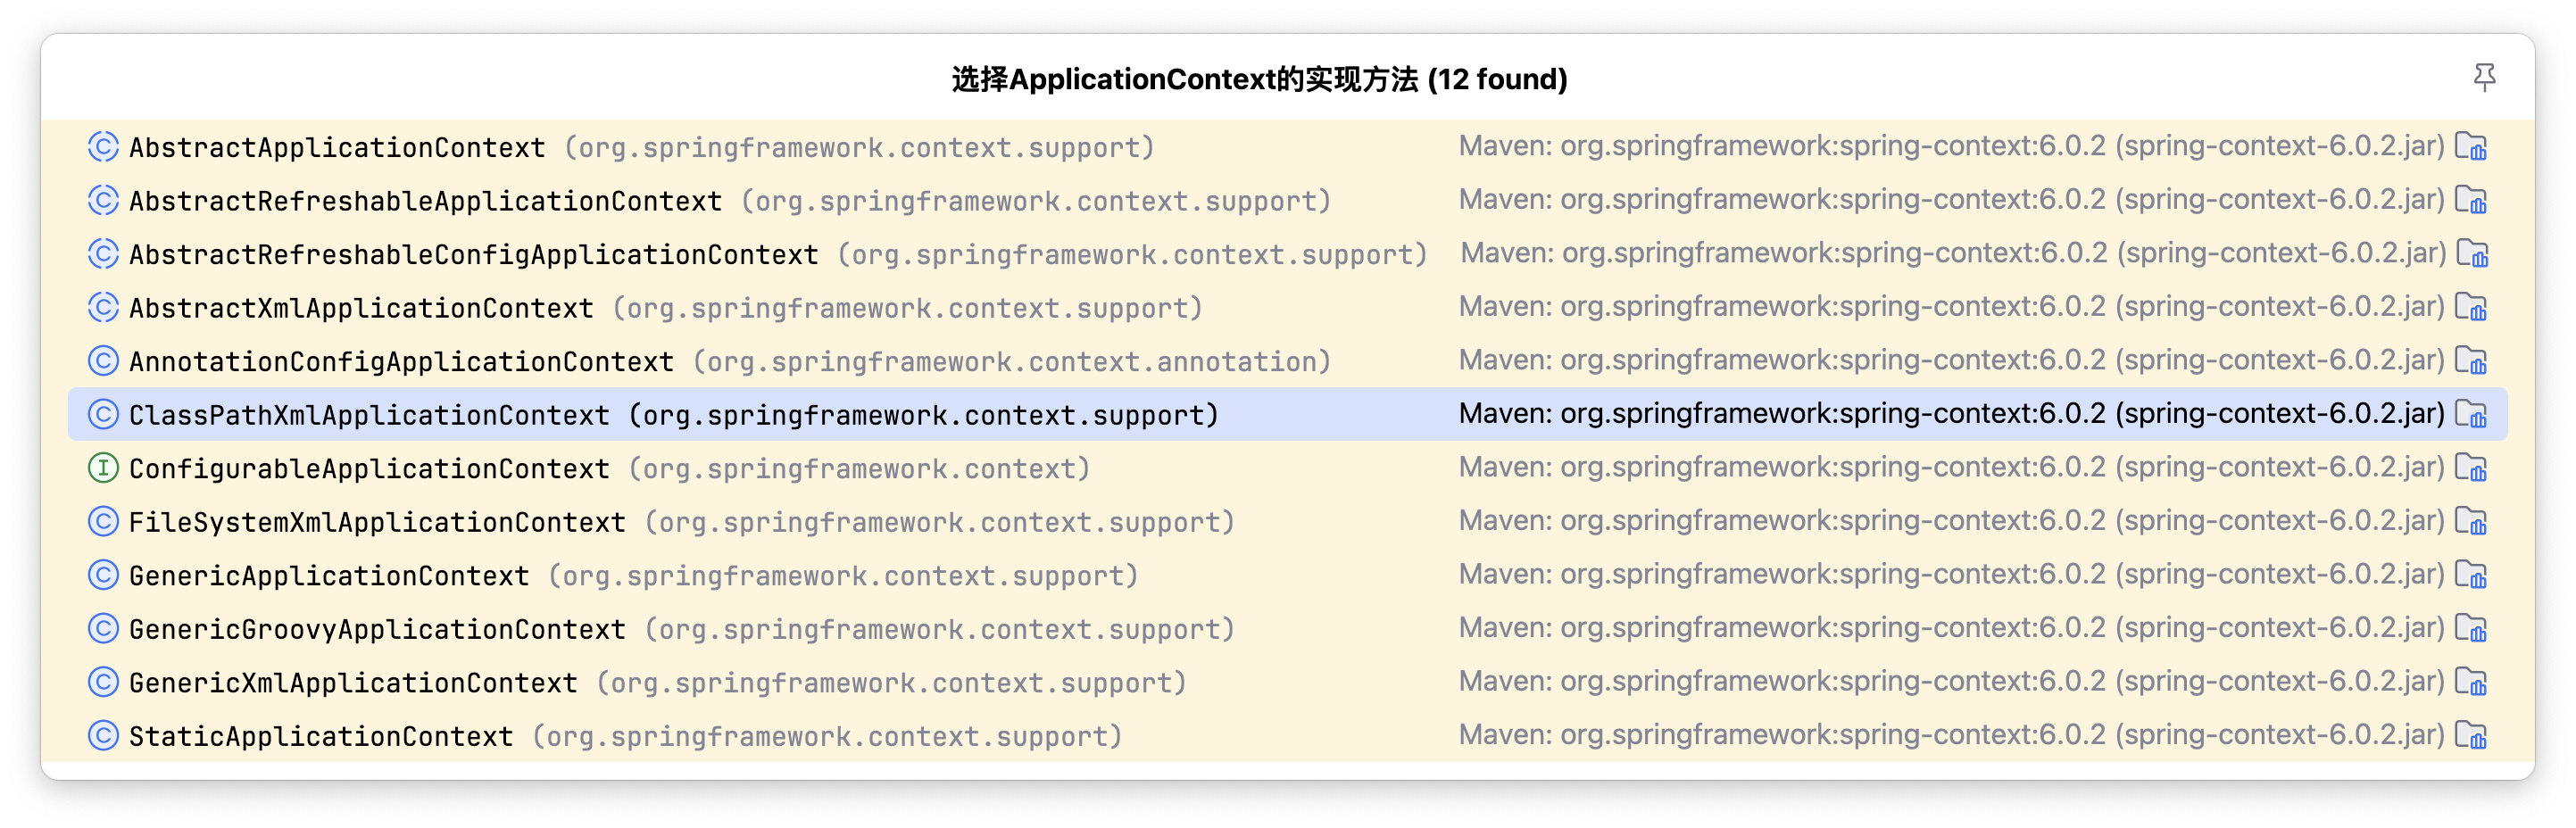 选择ApplicationContext的实现方法 (12 found)
AbstractApplicationContext (org.springframework.context.support) Maven: org.springframework:spring-context:6.0.2 (spring-context-6.0.2.jar)
AbstractRefreshableApplicationContext (org.springframework.context.support) Maven: org.springframework:spring-context:6.0.2 (spring-context-6.0.2.jar)
AbstractRefreshableConfigApplicationContext (org.springframework.context.support) Maven: org.springframework:spring-context:6.0.2 (spring-context-6.0.2.jar)
AbstractXmlApplicationContext (org.springframework.context.support) Maven: org.springframework:spring-context:6.0.2 (spring-context-6.0.2.jar)
AnnotationConfigApplicationContext (org.springframework.context.annotation) Maven: org.springframework:spring-context:6.0.2 (spring-context-6.0.2.jar)
ClassPathXmlApplicationContext (org.springframework.context.support) Maven: org.springframework:spring-context:6.0.2 (spring-context-6.0.2.jar)
ConfigurableApplicationContext (org.springframework.context) Maven: org.springframework:spring-context:6.0.2 (spring-context-6.0.2.jar)
FileSystemXmlApplicationContext (org.springframework.context.support) Maven: org.springframework:spring-context:6.0.2 (spring-context-6.0.2.jar)
GenericApplicationContext (org.springframework.context.support) Maven: org.springframework:spring-context:6.0.2 (spring-context-6.0.2.jar)
GenericGroovyApplicationContext (org.springframework.context.support) Maven: org.springframework:spring-context:6.0.2 (spring-context-6.0.2.jar)
GenericXmlApplicationContext (org.springframework.context.support) Maven: org.springframework:spring-context:6.0.2 (spring-context-6.0.2.jar)
StaticApplicationContext (org.springframework.context.support) Maven: org.springframework:spring-context:6.0.2 (spring-context-6.0.2.jar)